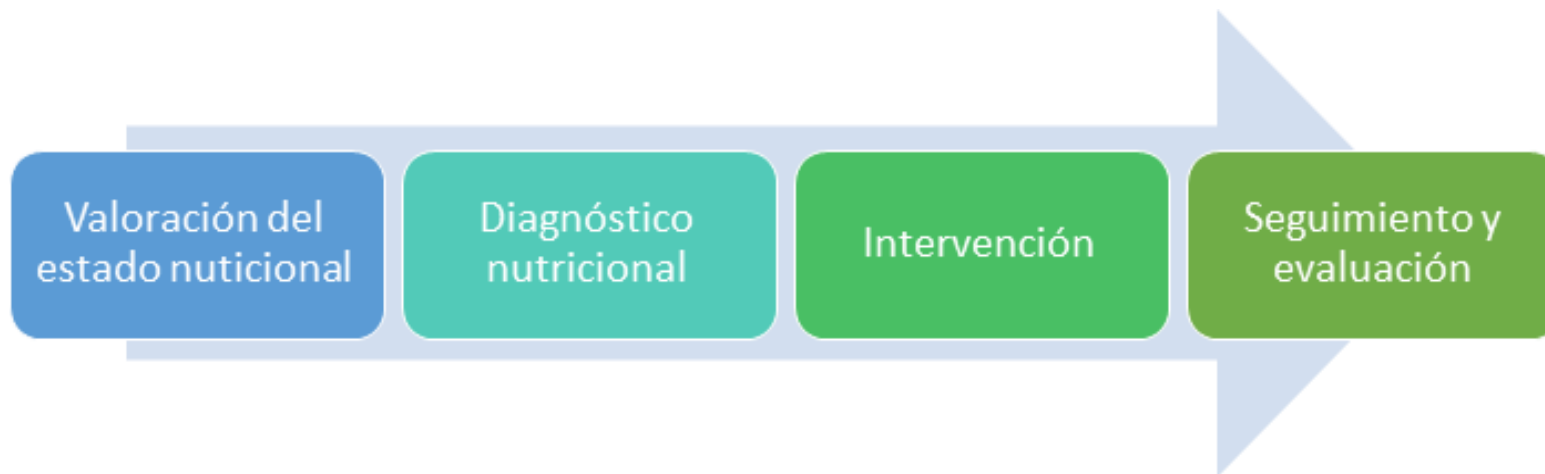 Valoración del
estado nuticional
Diagnóstico
nutricional
Intervención
Seguimiento y
evaluación